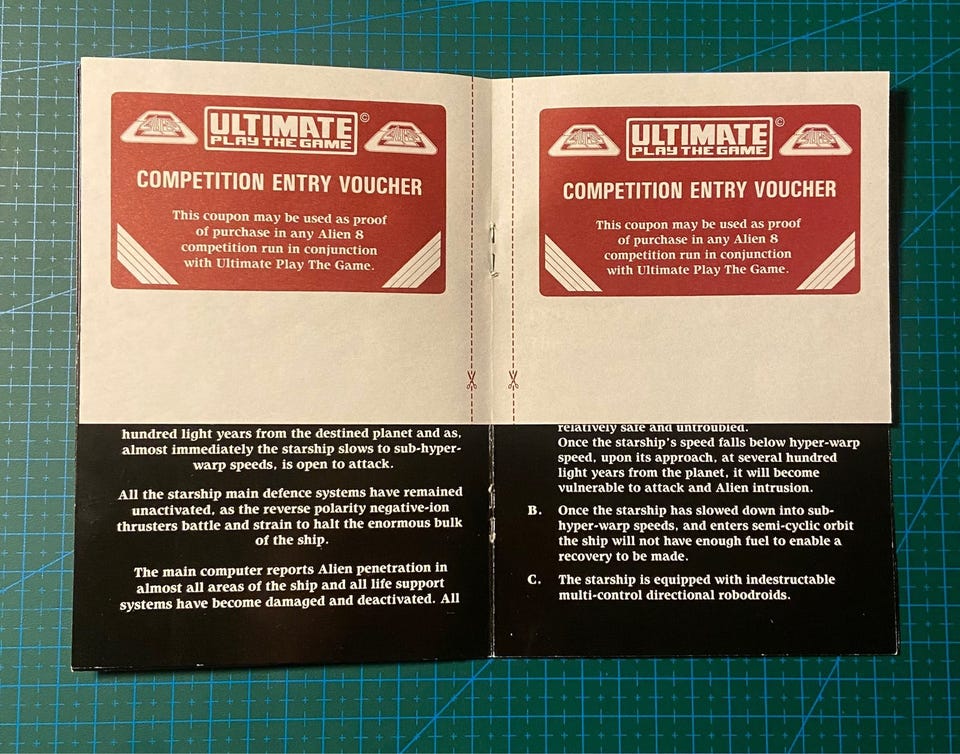 ULTIMATE ©
PLAY THE GAME
COMPETITION ENTRY VOUCHER
This coupon may be used as proof
of purchase in any Alien 8
competition run in conjunction
with Ultimate Play The Game.
ULTIMATE ©
PLAY THE GAME
COMPETITION ENTRY VOUCHER
This coupon may be used as proof
of purchase in any Alien 8
competition run in conjunction
with Ultimate Play The Game.
hundred light years from the destined planet and as,
almost immediately the starship slows to sub-hyper-
warp speeds, is open to attack.
All the starship main defence systems have remained
unactivated, as the reverse polarity negative-ion
thrusters battle and strain to halt the enormous bulk
of the ship.
The main computer reports Alien penetration in
almost all areas of the ship and all life support
systems have become damaged and deactivated. All
relatively safe and untroubled.
Once the starship's speed falls below hyper-warp
speed, upon its approach, at several hundred
light years from the planet, it will become
vulnerable to attack and Alien intrusion.
B. Once the starship has slowed down into sub-
hyper-warp speeds, and enters semi-cyclic orbit
the ship will not have enough fuel to enable a
recovery to be made.
C. The starship is equipped with indestructable
multi-control directional robodroids.